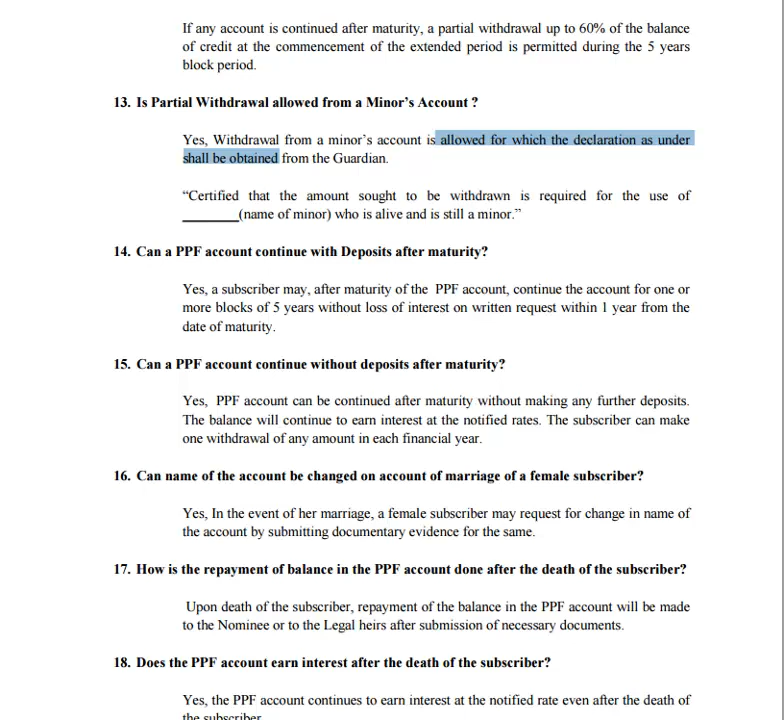 If any account is continued after maturity, a partial withdrawal up to 60% of the balance
of credit at the commencement of the extended period is permitted during the 5 years
block period.
13. Is Partial Withdrawal allowed from a Minor’s Account ?
Yes, Withdrawal from a minor’s account is allowed for which the declaration as under
shall be obtained from the Guardian.
“Certified that the amount sought to be withdrawn is required for the use of
________(name of minor) who is alive and is still a minor.”
14. Can a PPF account continue with Deposits after maturity?
Yes, a subscriber may, after maturity of the PPF account, continue the account for one or
more blocks of 5 years without loss of interest on written request within 1 year from the
date of maturity.
15. Can a PPF account continue without deposits after maturity?
Yes, PPF account can be continued after maturity without making any further deposits.
The balance will continue to earn interest at the notified rates. The subscriber can make
one withdrawal of any amount in each financial year.
16. Can name of the account be changed on account of marriage of a female subscriber?
Yes, In the event of her marriage, a female subscriber may request for change in name of
the account by submitting documentary evidence for the same.
17. How is the repayment of balance in the PPF account done after the death of the subscriber?
Upon death of the subscriber, repayment of the balance in the PPF account will be made
to the Nominee or to the Legal heirs after submission of necessary documents.
18. Does the PPF account earn interest after the death of the subscriber?
Yes, the PPF account continues to earn interest at the notified rate even after the death of
the subscriber